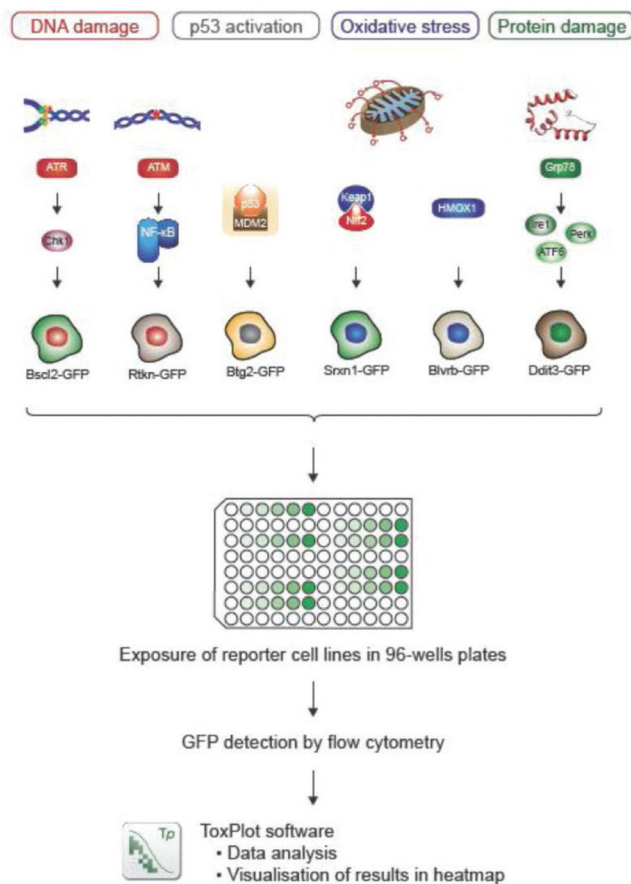 DNA damage
p53 activation
Oxidative stress
Protein damage
ATR
ATM
Grp78
p53
MDM2
Keap1
Nrf2
HMOX1
Chk1
NF-κB
Ire1
Perk
ATF6
Bscl2-GFP
Rtkn-GFP
Btg2-GFP
Srxn1-GFP
Blvrb-GFP
Ddit3-GFP
Exposure of reporter cell lines in 96-wells plates
GFP detection by flow cytometry
Tp
ToxPlot software
• Data analysis
• Visualisation of results in heatmap